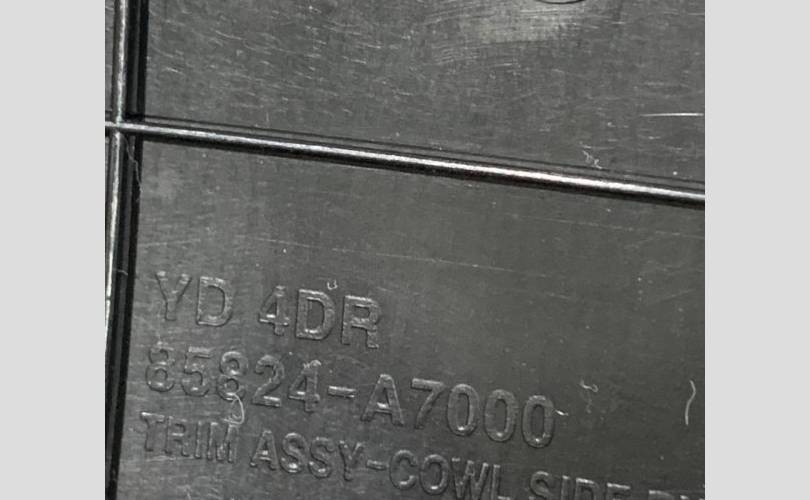 YD 4DR
85824-A7000
TRIM ASSY-COWL SIDE